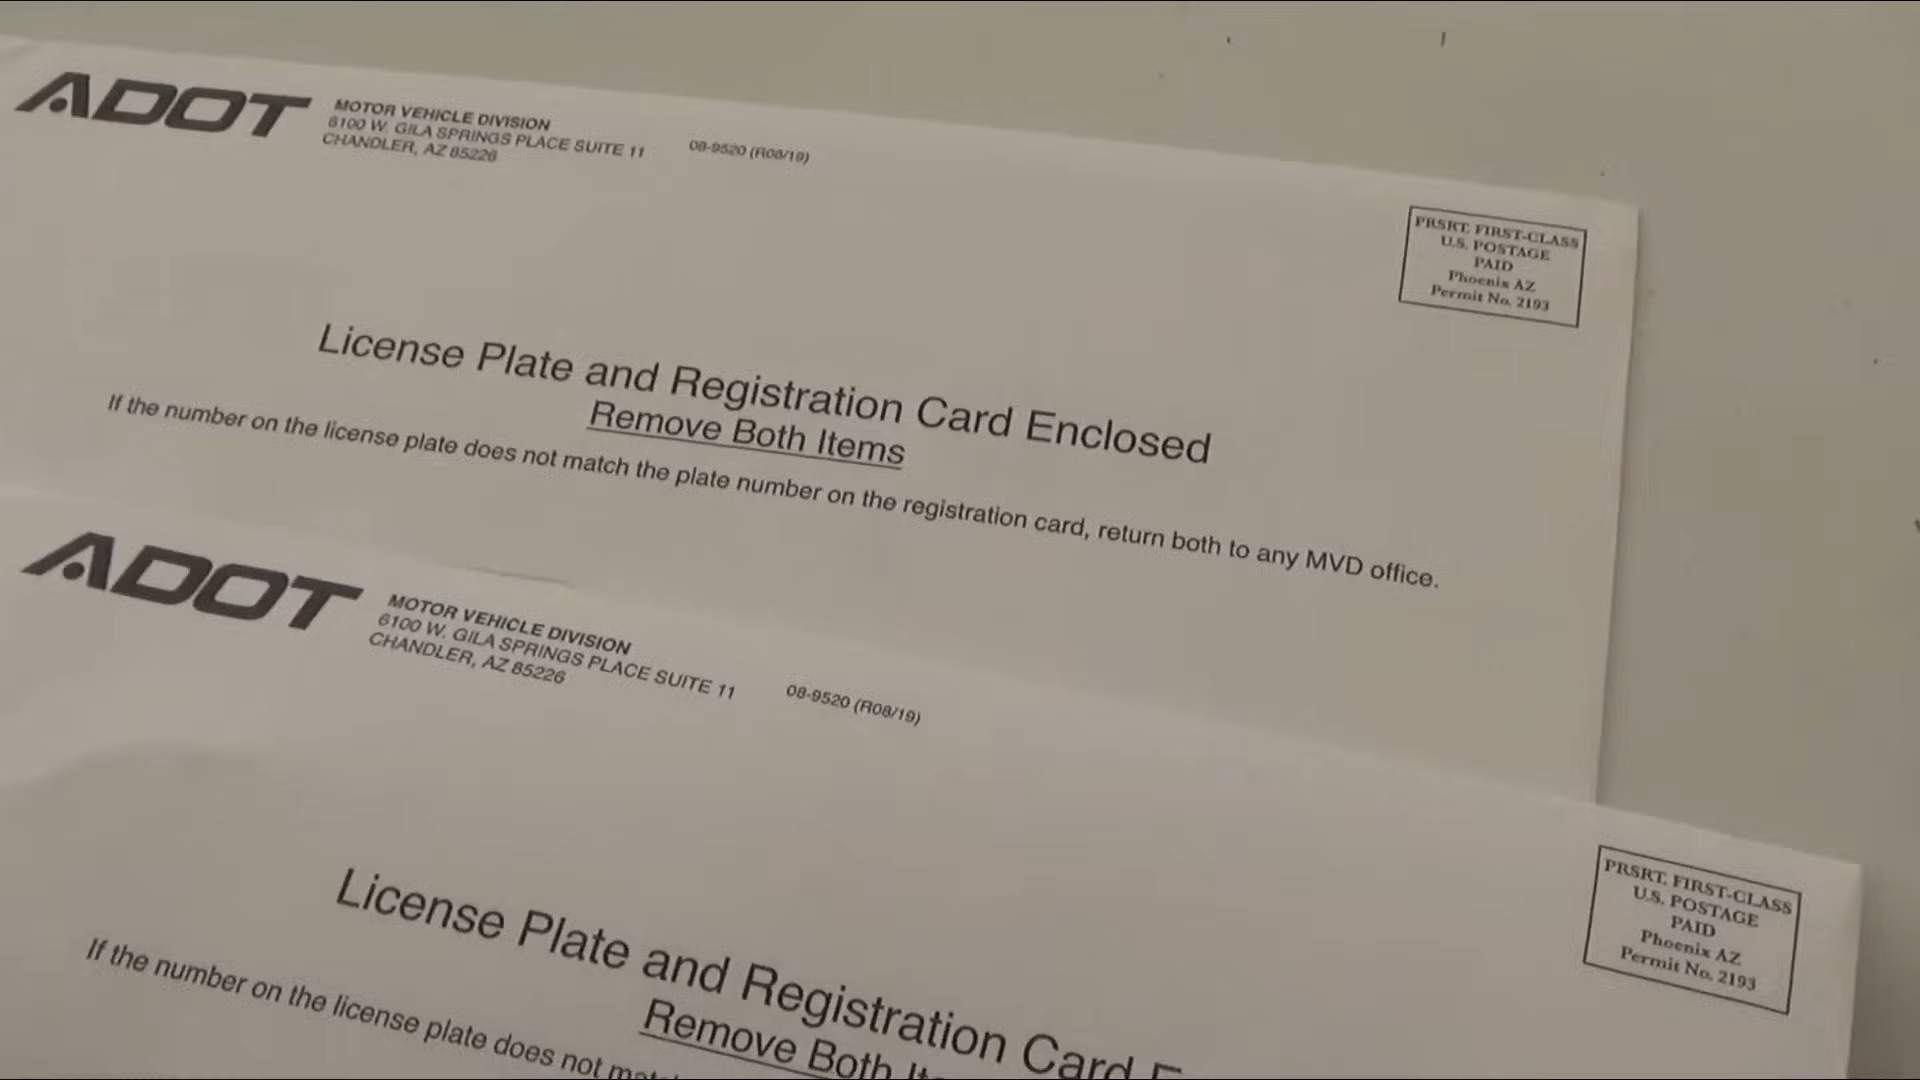 ADOT
MOTOR VEHICLE DIVISION
6100 W. GILA SPRINGS PLACE SUITE 11
CHANDLER, AZ 85226
08-9520 (R08/19)
PRSRT. FIRST-CLASS
U.S. POSTAGE
PAID
Phoenix AZ
Permit No. 2193
License Plate and Registration Card Enclosed
Remove Both Items
If the number on the license plate does not match the plate number on the registration card, return both to any MVD office.
ADOT
MOTOR VEHICLE DIVISION
6100 W. GILA SPRINGS PLACE SUITE 11
CHANDLER, AZ 85226
08-9520 (R08/19)
PRSRT. FIRST-CLASS
U.S. POSTAGE
PAID
Phoenix AZ
Permit No. 2193
License Plate and Registration Card
Remove Both
If the number on the license plate does not